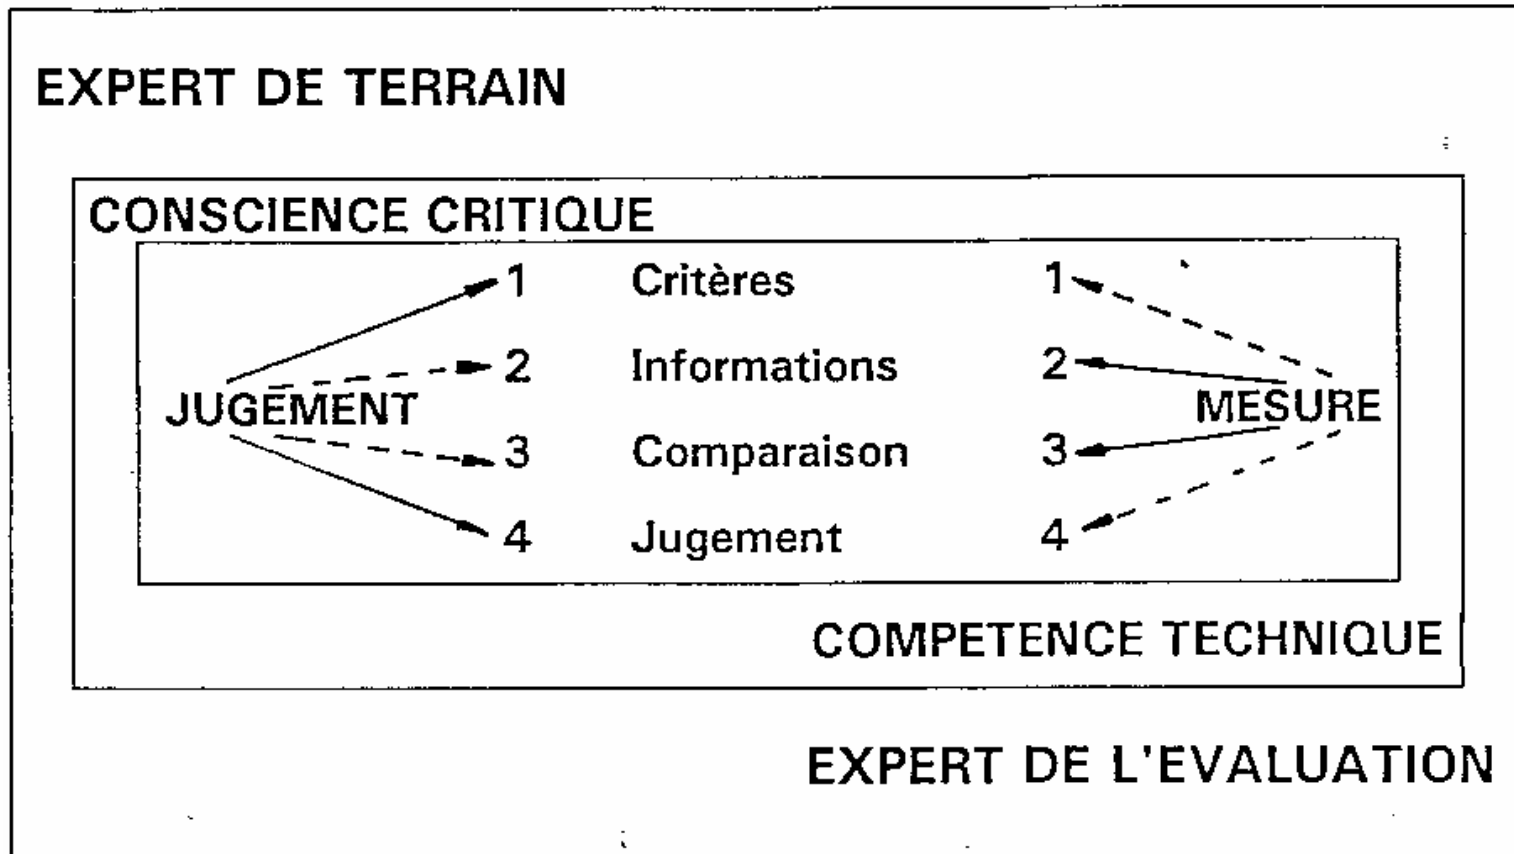 EXPERT DE TERRAIN
CONSCIENCE CRITIQUE
1 Critères 1
2 Informations 2
JUGEMENT MESURE
3 Comparaison 3
4 Jugement 4
COMPETENCE TECHNIQUE
EXPERT DE L'EVALUATION